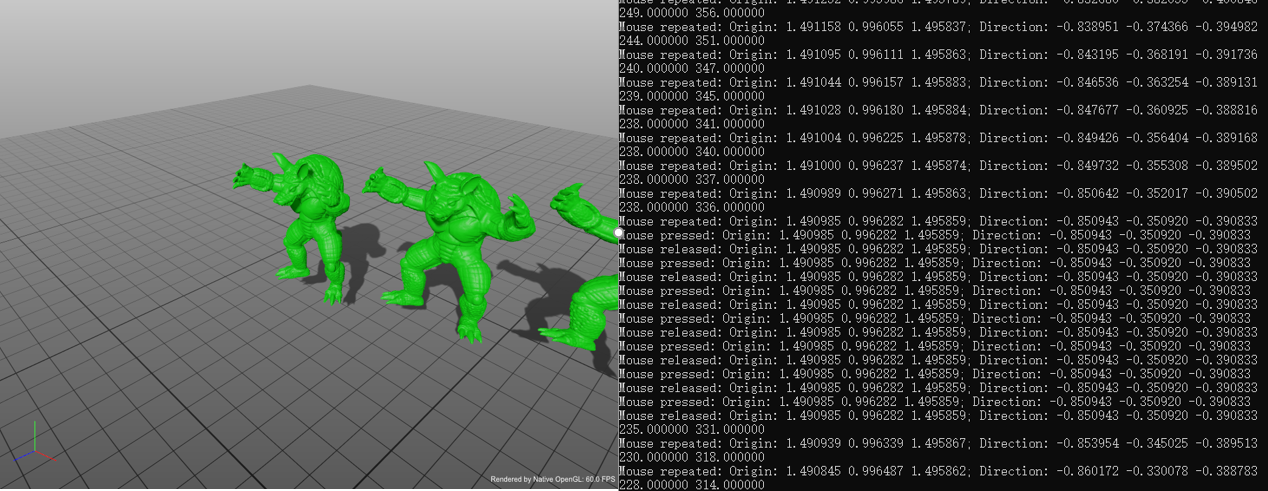 249.000000 356.000000
Mouse repeated: Origin: 1.491158 0.996055 1.495837; Direction: -0.838951 -0.374366 -0.394982
244.000000 351.000000
Mouse repeated: Origin: 1.491095 0.996111 1.495863; Direction: -0.843195 -0.368191 -0.391736
240.000000 347.000000
Mouse repeated: Origin: 1.491044 0.996157 1.495883; Direction: -0.846536 -0.363254 -0.389131
239.000000 345.000000
Mouse repeated: Origin: 1.491028 0.996180 1.495884; Direction: -0.847677 -0.360925 -0.388816
238.000000 341.000000
Mouse repeated: Origin: 1.491004 0.996225 1.495878; Direction: -0.849426 -0.356404 -0.389168
238.000000 340.000000
Mouse repeated: Origin: 1.491000 0.996237 1.495874; Direction: -0.849732 -0.355308 -0.389502
238.000000 337.000000
Mouse repeated: Origin: 1.490989 0.996271 1.495863; Direction: -0.850642 -0.352017 -0.390502
238.000000 336.000000
Mouse repeated: Origin: 1.490985 0.996282 1.495859; Direction: -0.850943 -0.350920 -0.390833
Mouse pressed: Origin: 1.490985 0.996282 1.495859; Direction: -0.850943 -0.350920 -0.390833
Mouse released: Origin: 1.490985 0.996282 1.495859; Direction: -0.850943 -0.350920 -0.390833
Mouse pressed: Origin: 1.490985 0.996282 1.495859; Direction: -0.850943 -0.350920 -0.390833
Mouse released: Origin: 1.490985 0.996282 1.495859; Direction: -0.850943 -0.350920 -0.390833
Mouse pressed: Origin: 1.490985 0.996282 1.495859; Direction: -0.850943 -0.350920 -0.390833
Mouse released: Origin: 1.490985 0.996282 1.495859; Direction: -0.850943 -0.350920 -0.390833
Mouse pressed: Origin: 1.490985 0.996282 1.495859; Direction: -0.850943 -0.350920 -0.390833
Mouse released: Origin: 1.490985 0.996282 1.495859; Direction: -0.850943 -0.350920 -0.390833
Mouse pressed: Origin: 1.490985 0.996282 1.495859; Direction: -0.850943 -0.350920 -0.390833
Mouse released: Origin: 1.490985 0.996282 1.495859; Direction: -0.850943 -0.350920 -0.390833
Mouse pressed: Origin: 1.490985 0.996282 1.495859; Direction: -0.850943 -0.350920 -0.390833
Mouse released: Origin: 1.490985 0.996282 1.495859; Direction: -0.850943 -0.350920 -0.390833
Mouse pressed: Origin: 1.490985 0.996282 1.495859; Direction: -0.850943 -0.350920 -0.390833
Mouse released: Origin: 1.490985 0.996282 1.495859; Direction: -0.850943 -0.350920 -0.390833
235.000000 331.000000
Mouse repeated: Origin: 1.490939 0.996339 1.495867; Direction: -0.853954 -0.345025 -0.389513
230.000000 318.000000
Mouse repeated: Origin: 1.490845 0.996487 1.495862; Direction: -0.860172 -0.330078 -0.388783
228.000000 314.000000
Rendered by Native OpenGL: 60.0 FPS